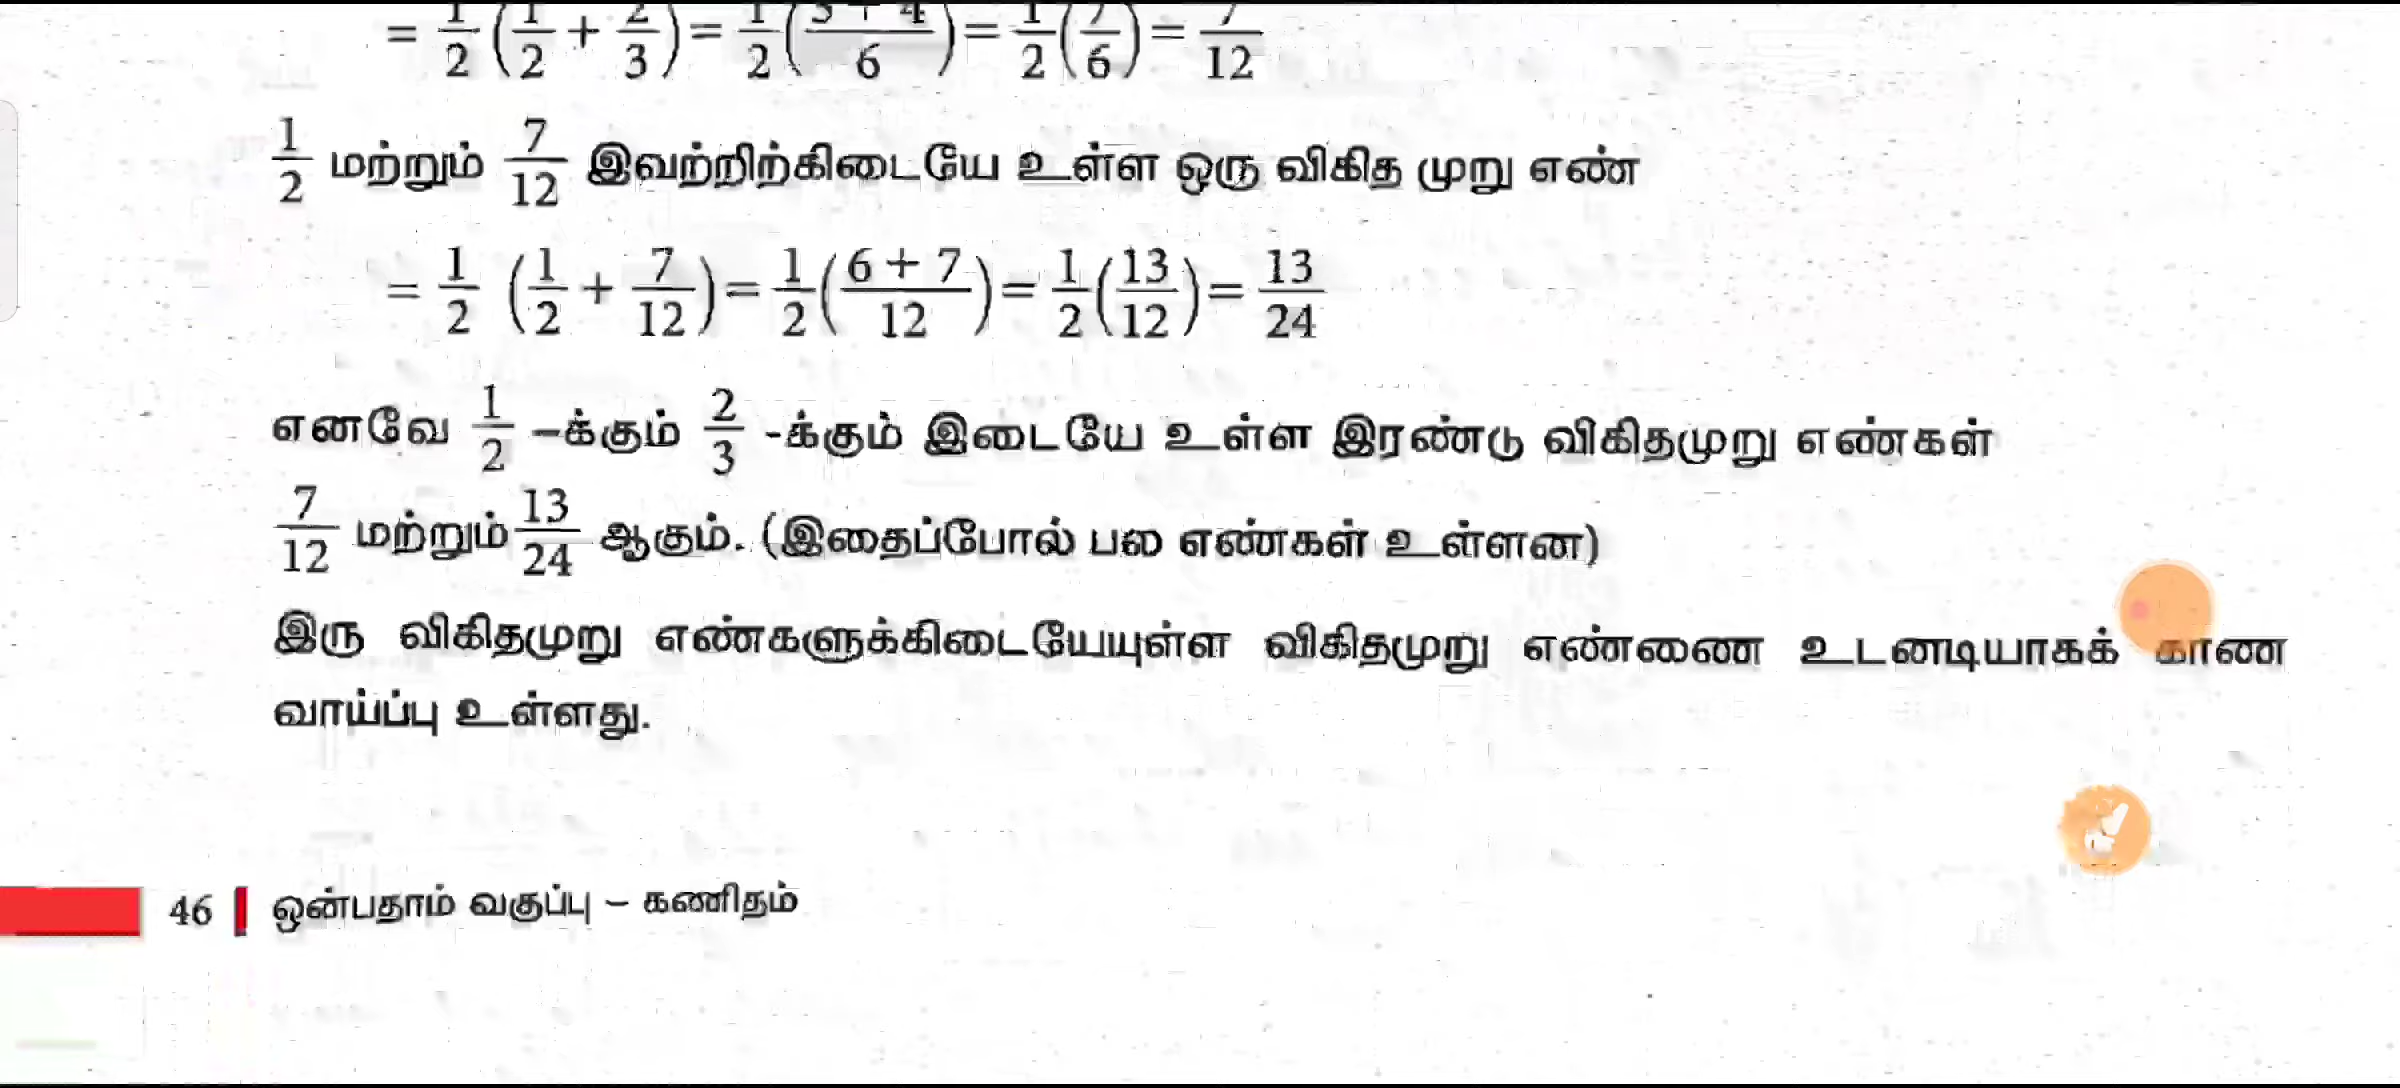 = 1/2 (1/2 + 2/3) = 1/2 (3 + 4 / 6) = 1/2 (7/6) = 7/12
1/2 மற்றும் 7/12 இவற்றிற்கிடையே உள்ள ஒரு விகித முறு எண்
= 1/2 (1/2 + 7/12) = 1/2 (6 + 7 / 12) = 1/2 (13/12) = 13/24
எனவே 1/2 –க்கும் 2/3 -க்கும் இடையே உள்ள இரண்டு விகிதமுறு எண்கள்
7/12 மற்றும் 13/24 ஆகும். (இதைப்போல் பல எண்கள் உள்ளன)
இரு விகிதமுறு எண்களுக்கிடையேயுள்ள விகிதமுறு எண்ணை உடனடியாகக் காண
வாய்ப்பு உள்ளது.
46 | ஒன்பதாம் வகுப்பு – கணிதம்